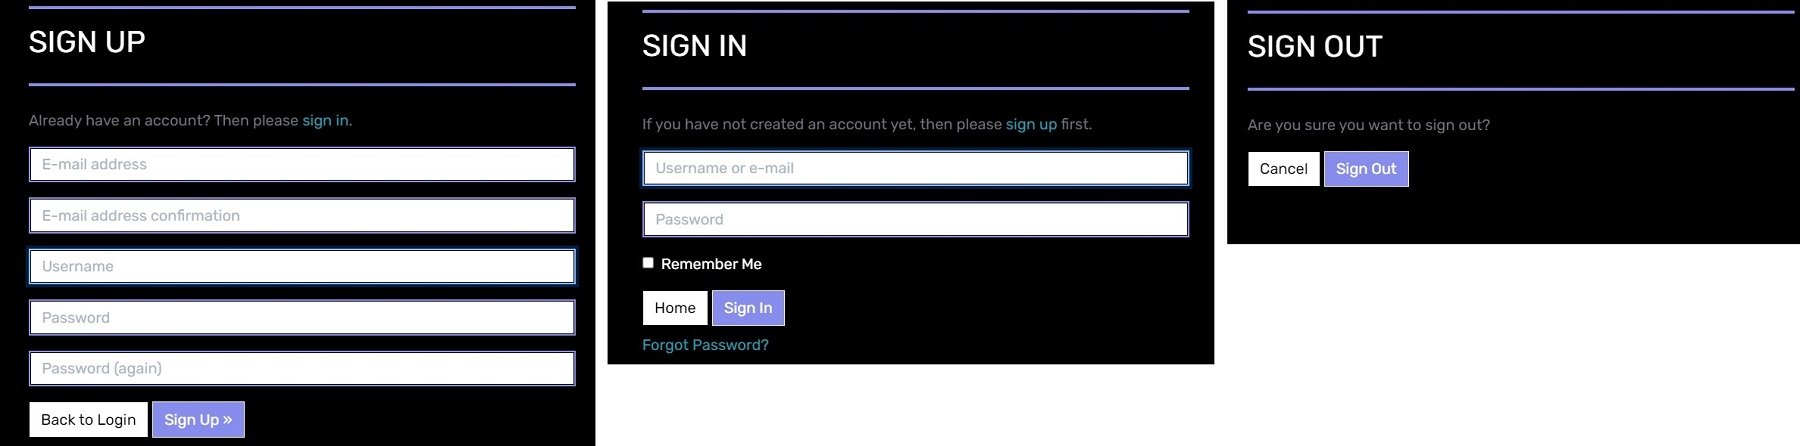 SIGN UP
Already have an account? Then please sign in.
E-mail address
E-mail address confirmation
Username
Password
Password (again)
Back to Login
Sign Up »
SIGN IN
If you have not created an account yet, then please sign up first.
Username or e-mail
Password
Remember Me
Home
Sign In
Forgot Password?
SIGN OUT
Are you sure you want to sign out?
Cancel
Sign Out